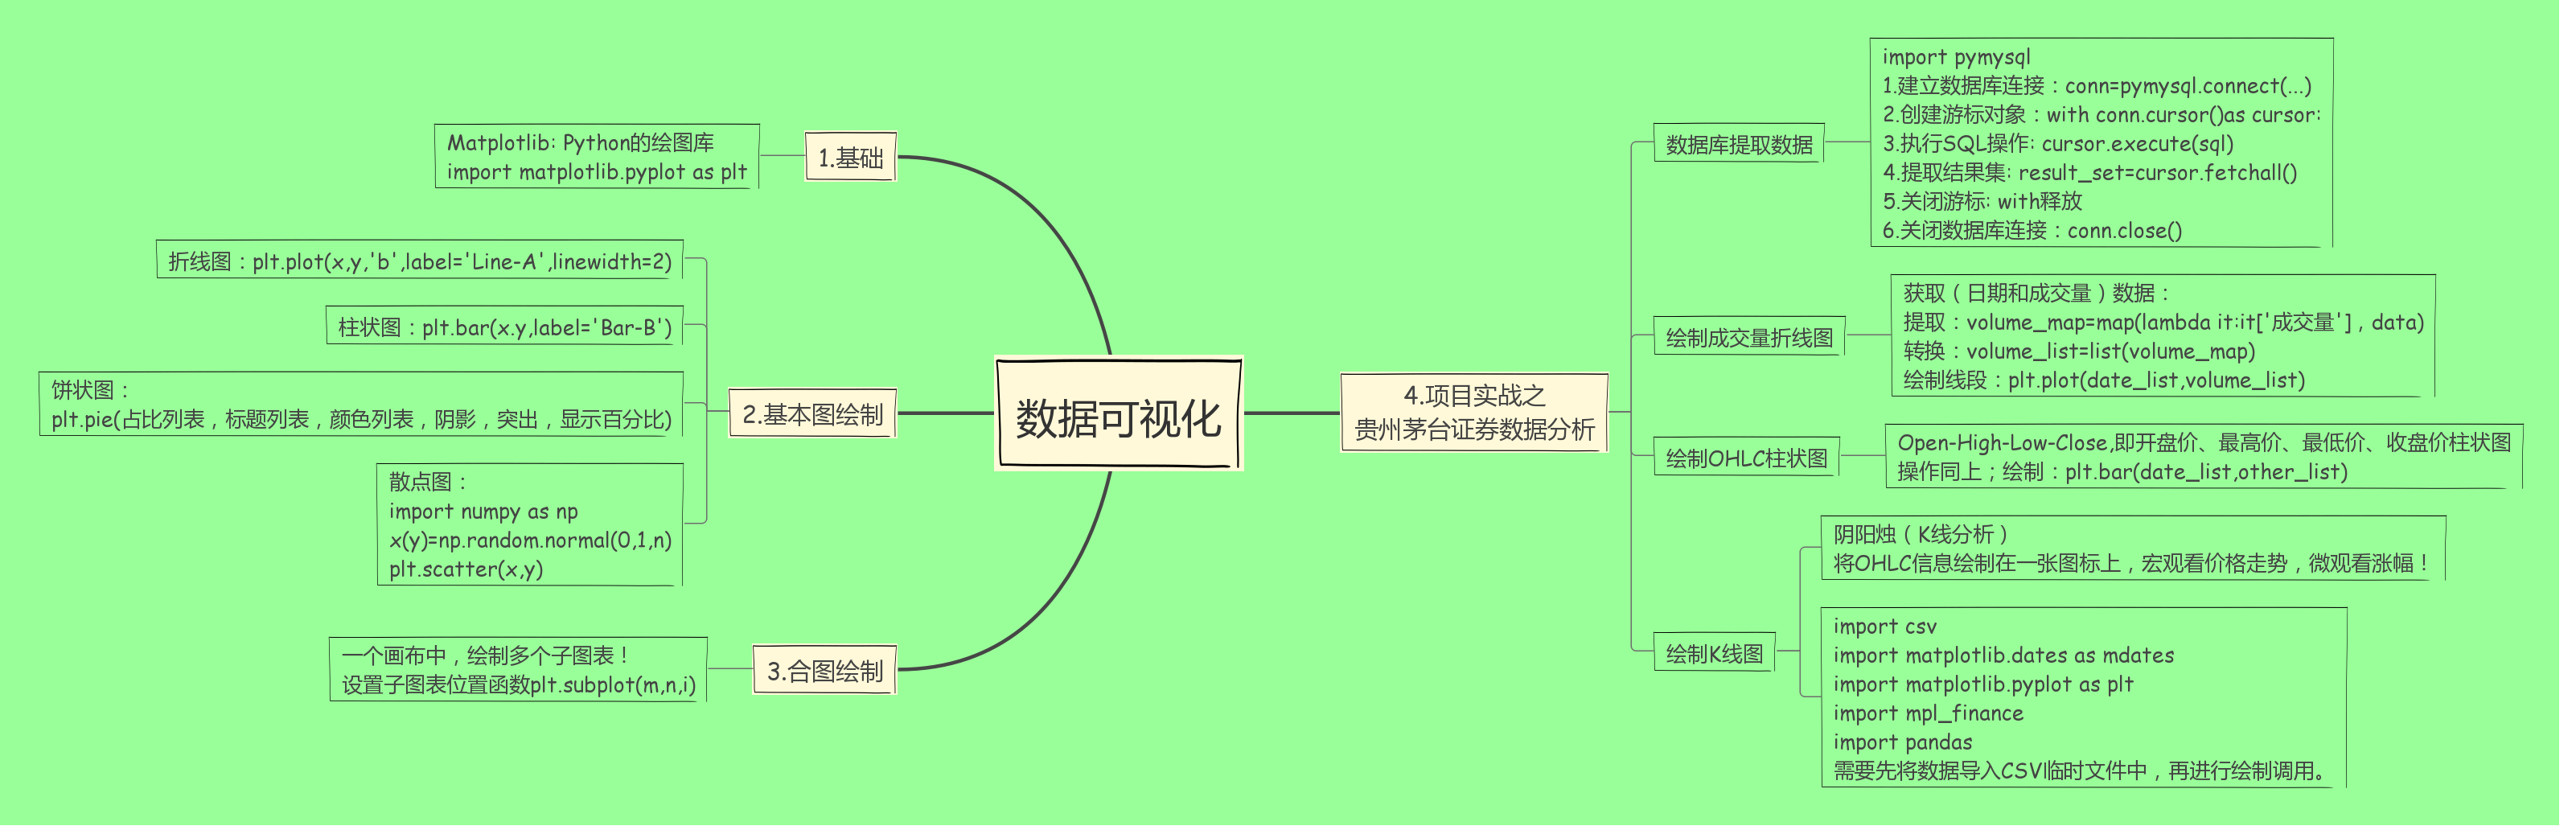 数据可视化
1.基础
Matplotlib: Python的绘图库
import matplotlib.pyplot as plt
2.基本图绘制
折线图：plt.plot(x,y,'b',label='Line-A',linewidth=2)
柱状图：plt.bar(x.y,label='Bar-B')
饼状图：
plt.pie(占比列表，标题列表，颜色列表，阴影，突出，显示百分比)
散点图：
import numpy as np
x(y)=np.random.normal(0,1,n)
plt.scatter(x,y)
3.合图绘制
一个画布中，绘制多个子图表！
设置子图表位置函数plt.subplot(m,n,i)
4.项目实战之
贵州茅台证券数据分析
数据库提取数据
import pymysql
1.建立数据库连接：conn=pymysql.connect(...)
2.创建游标对象：with conn.cursor()as cursor:
3.执行SQL操作: cursor.execute(sql)
4.提取结果集: result_set=cursor.fetchall()
5.关闭游标: with释放
6.关闭数据库连接：conn.close()
绘制成交量折线图
获取（日期和成交量）数据：
提取：volume_map=map(lambda it:it['成交量']，data)
转换：volume_list=list(volume_map)
绘制线段：plt.plot(date_list,volume_list)
绘制OHLC柱状图
Open-High-Low-Close,即开盘价、最高价、最低价、收盘价柱状图
操作同上；绘制：plt.bar(date_list,other_list)
绘制K线图
阴阳烛（K线分析）
将OHLC信息绘制在一张图标上，宏观看价格走势，微观看涨幅！
import csv
import matplotlib.dates as mdates
import matplotlib.pyplot as plt
import mpl_finance
import pandas
需要先将数据导入CSV临时文件中，再进行绘制调用。